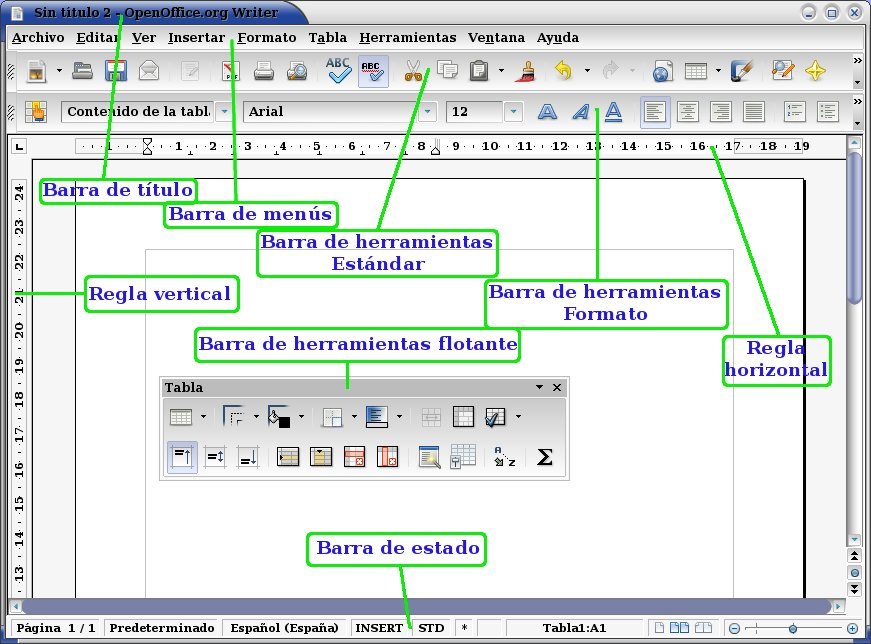 Sin título 2 - OpenOffice.org Writer
Archivo Editar Ver Insertar Formato Tabla Herramientas Ventana Ayuda
PDF ABC ABC
Contenido de la tabla Arial 12 A A A
1 1 2 3 4 5 6 7 8 9 10 11 12 13 14 15 16 17 18 19
24
23
22
21
20
19
18
17
16
15
14
13
Barra de título
Barra de menús
Barra de herramientas
Estándar
Regla vertical
Barra de herramientas
Formato
Barra de herramientas flotante
Regla
horizontal
Tabla
A Z Σ
Barra de estado
Página 1 / 1 Predeterminado Español (España) INSERT STD * Tabla1:A1